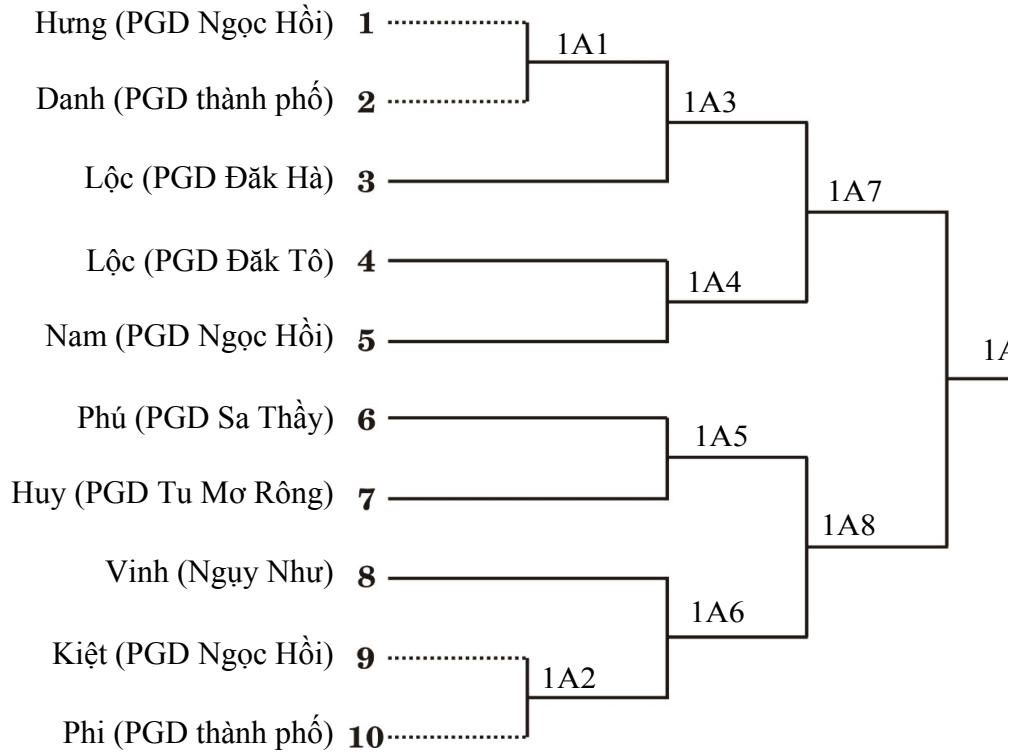 Hưng (PGD Ngọc Hồi) 1
1A1
Danh (PGD thành phố) 2
1A3
Lộc (PGD Đăk Hà) 3
1A7
Lộc (PGD Đăk Tô) 4
1A4
Nam (PGD Ngọc Hồi) 5
Phú (PGD Sa Thầy) 6
1A5
Huy (PGD Tu Mơ Rông) 7
1A8
Vinh (Ngụy Như) 8
1A6
Kiệt (PGD Ngọc Hồi) 9
1A2
Phi (PGD thành phố) 10